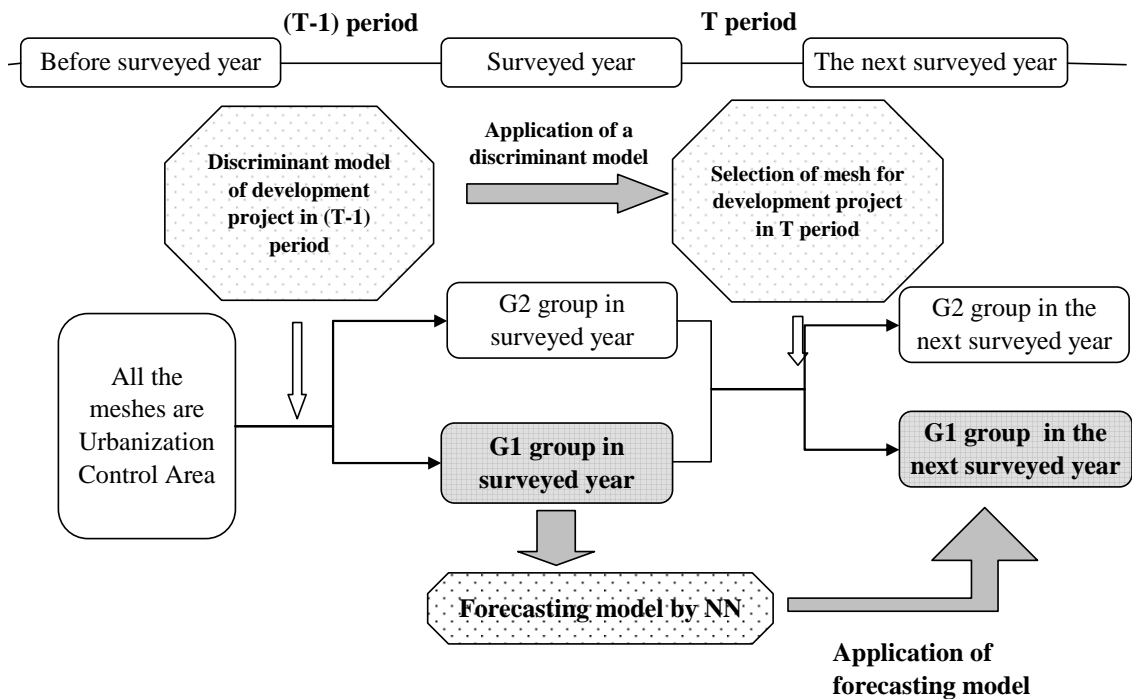 (T-1) period
T period
Before surveyed year
Surveyed year
The next surveyed year
Discriminant model
of development
project in (T-1)
period
Application of a
discriminant model
Selection of mesh for
development project
in T period
All the
meshes are
Urbanization
Control Area
G2 group in
surveyed year
G2 group in the
next surveyed year
G1 group in
surveyed year
G1 group in the
next surveyed year
Forecasting model by NN
Application of
forecasting model